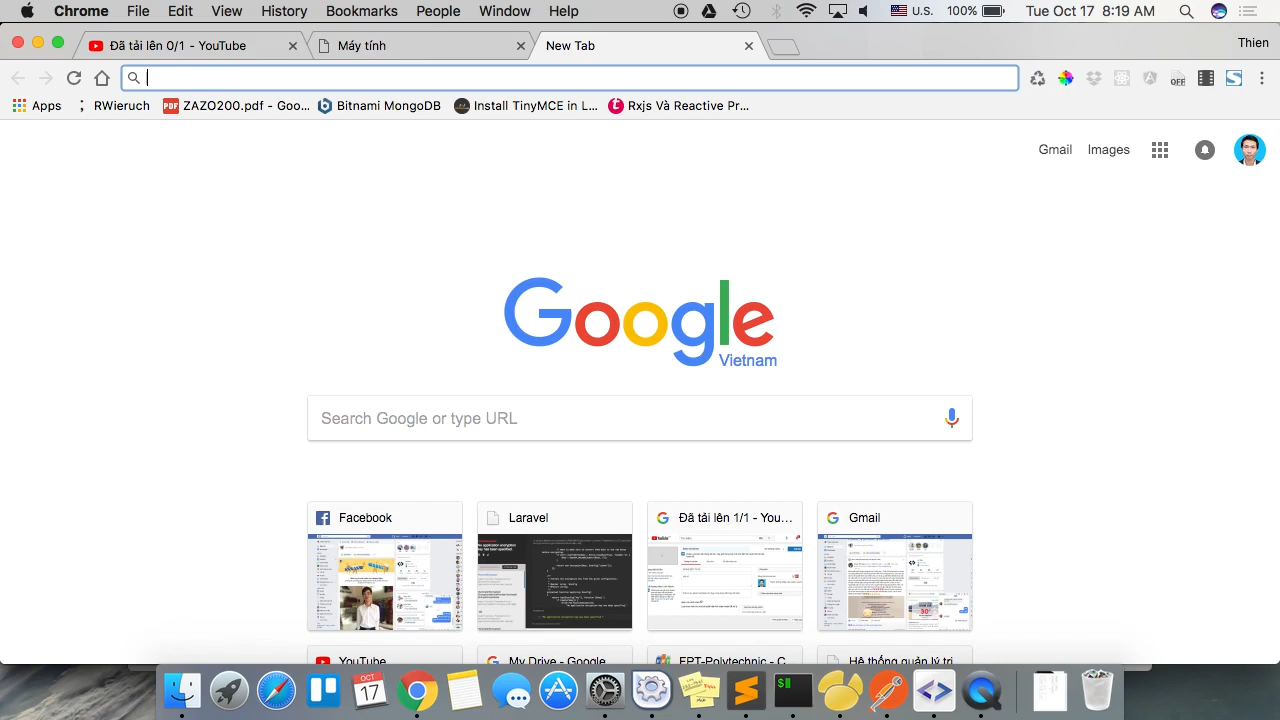 Chrome File Edit View History Bookmarks People Window Help U.S. 100% Tue Oct 17 8:19 AM
Đã tải lên 0/1 - YouTube Máy tính New Tab Thien
Apps RWieruch ZAZO200.pdf - Goo... Bitnami MongoDB Install TinyMCE in L... Rxjs Và Reactive Pr...
Gmail Images
Google
Vietnam
Search Google or type URL
Facebook Laravel Đã tải lên 1/1 - You... Gmail
YouTube My Drive - Google FPT-Polytechnic - C Hệ thống quản lý trị
OCT
17